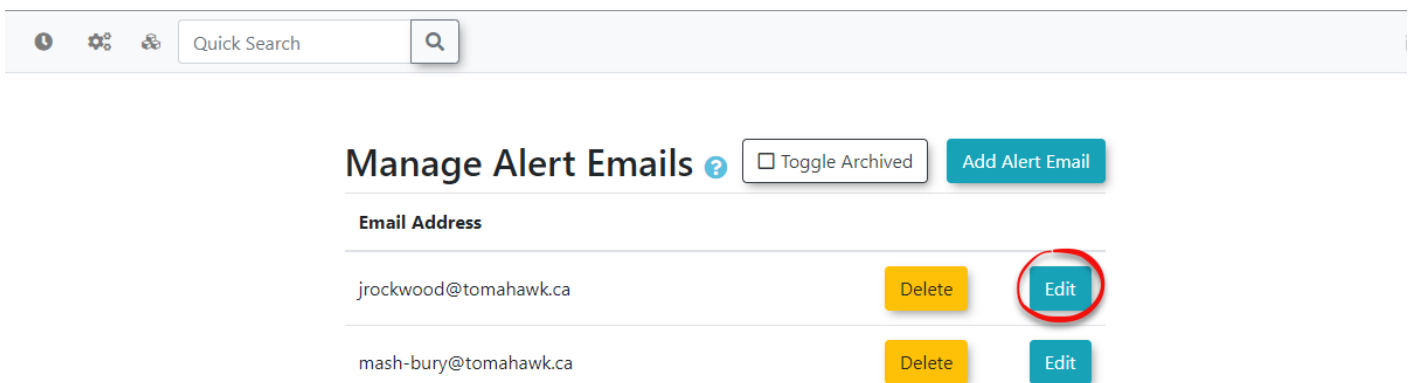 Quick Search
Manage Alert Emails ? Toggle Archived Add Alert Email
Email Address
jrockwood@tomahawk.ca Delete Edit
mash-bury@tomahawk.ca Delete Edit